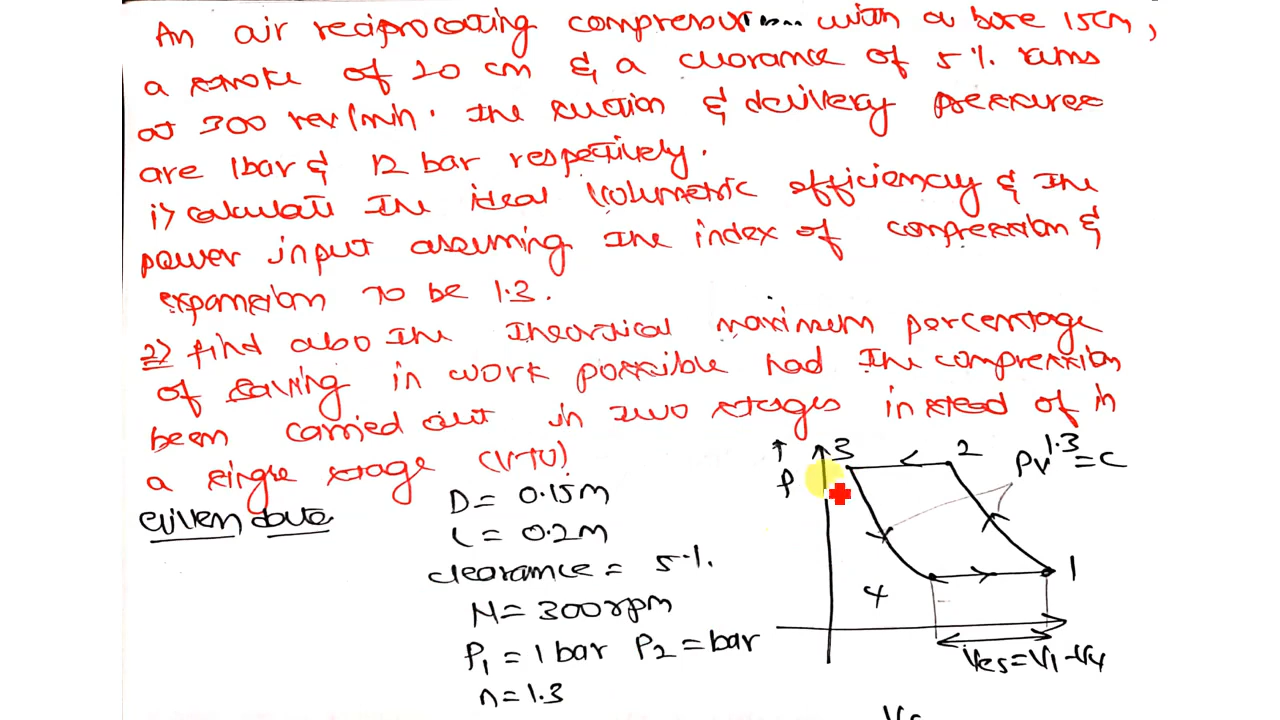 An air reciprocating compressor with a bore 15cm,
a stroke of 20 cm & a clearance of 5 %. runs
at 300 rev/min. The suction & delivery pressures
are 1bar & 12 bar respectively.
1) calculate the ideal volumetric efficiency & the
power input assuming the index of compression &
expansion to be 1.3.
2) find also the theoretical maximum percentage
of saving in work possible had the compression
been carried out in two stages instead of in
a single stage (VTU)
Given data
D = 0.15m
L = 0.2m
clearance = 5%.
N = 300rpm
P1 = 1 bar P2 = bar
n = 1.3
↑ 3 2 PV^1.3 = C
P
4 1
Ves = V1 - V4
Vc